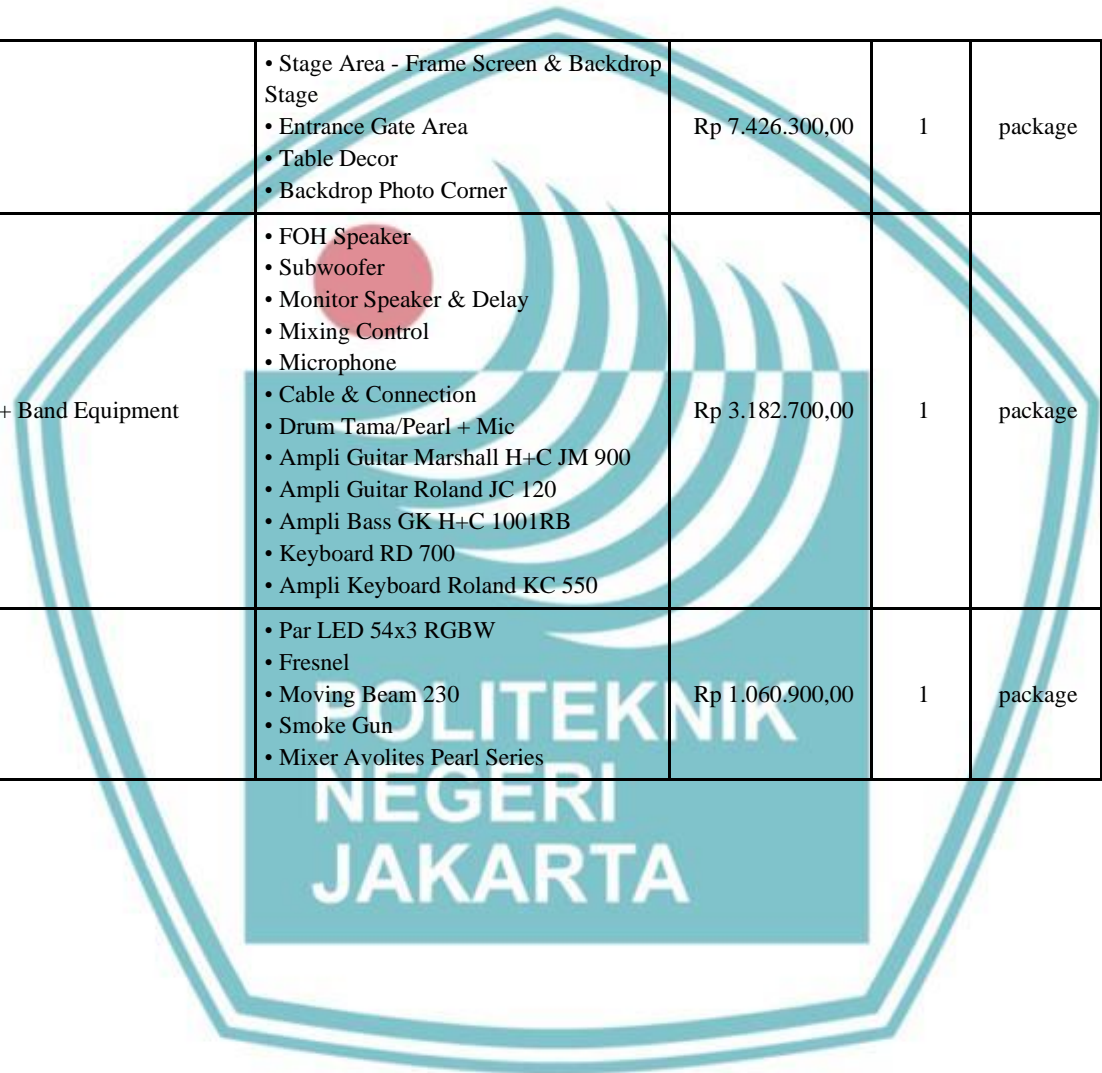 • Stage Area - Frame Screen & Backdrop
Stage
• Entrance Gate Area
• Table Decor
• Backdrop Photo Corner
Rp 7.426.300,00
1
package
+ Band Equipment
• FOH Speaker
• Subwoofer
• Monitor Speaker & Delay
• Mixing Control
• Microphone
• Cable & Connection
• Drum Tama/Pearl + Mic
• Ampli Guitar Marshall H+C JM 900
• Ampli Guitar Roland JC 120
• Ampli Bass GK H+C 1001RB
• Keyboard RD 700
• Ampli Keyboard Roland KC 550
Rp 3.182.700,00
1
package
• Par LED 54x3 RGBW
• Fresnel
• Moving Beam 230
• Smoke Gun
• Mixer Avolites Pearl Series
Rp 1.060.900,00
1
package
POLITEKNIK
NEGERI
JAKARTA